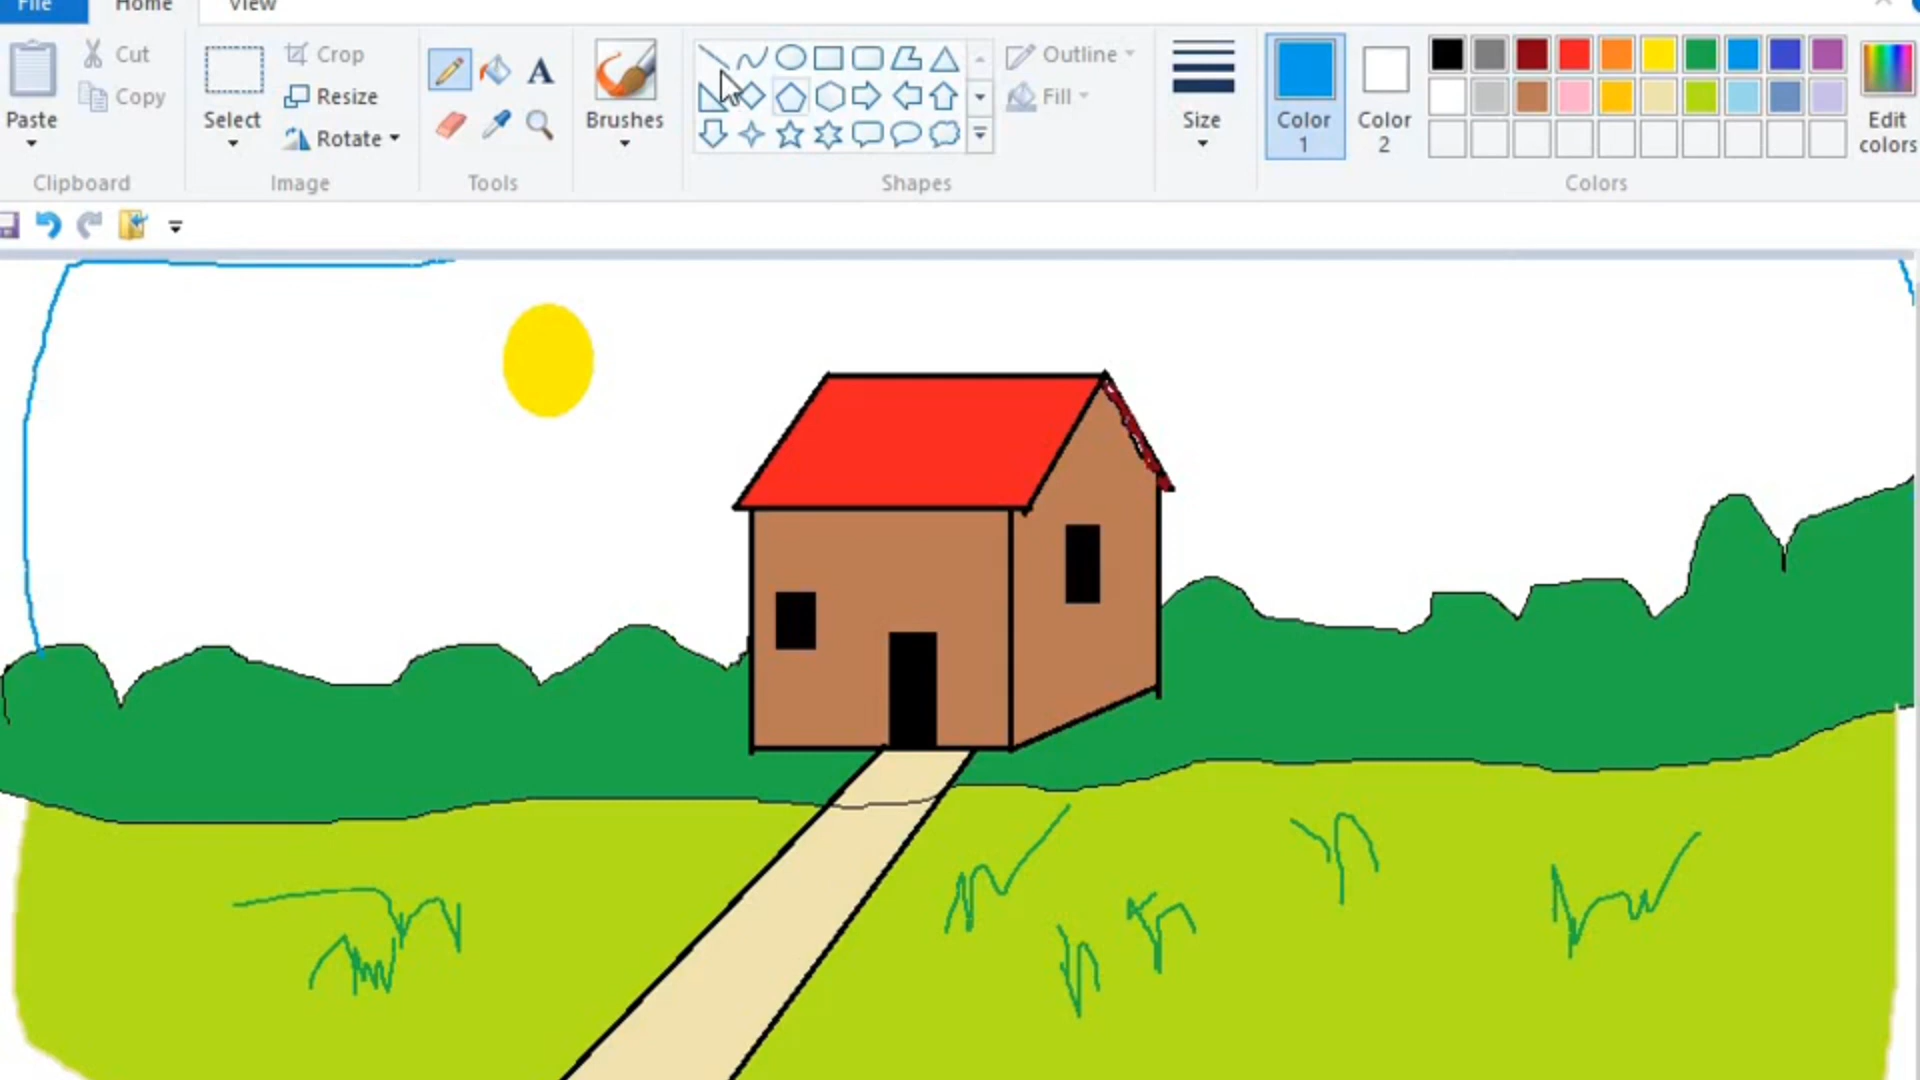 File Home View
Paste Cut Copy Clipboard
Select Crop Resize Rotate Image
A Tools
Brushes
Shapes Outline Fill
Size
Color 1 Color 2 Edit colors Colors